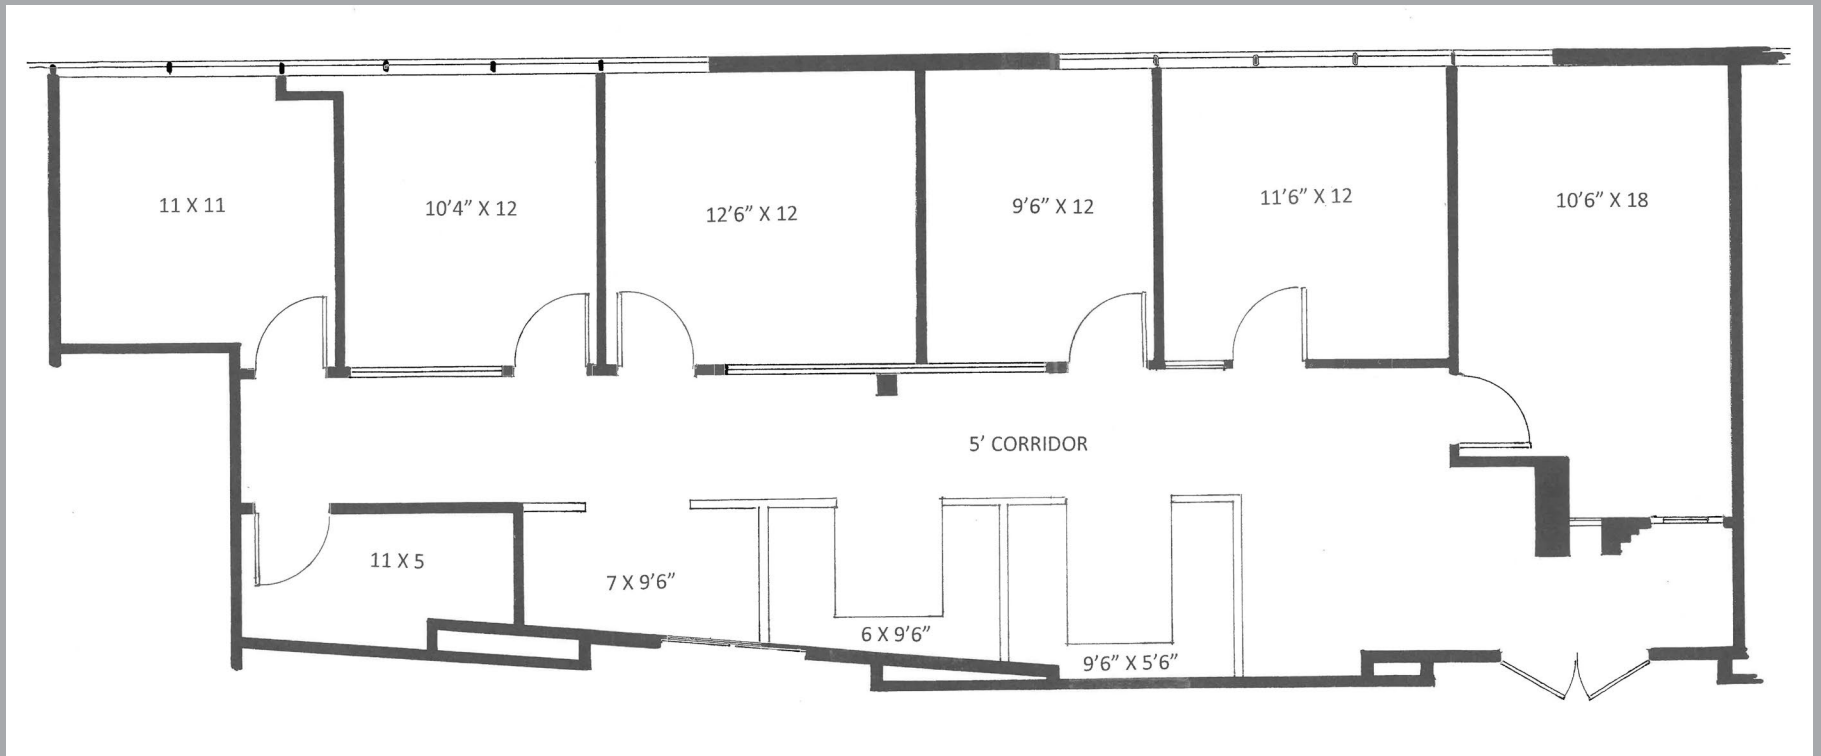 11 X 11
10’4” X 12
12’6” X 12
9’6” X 12
11’6” X 12
10’6” X 18
5’ CORRIDOR
11 X 5
7 X 9’6”
6 X 9’6”
9’6” X 5’6”